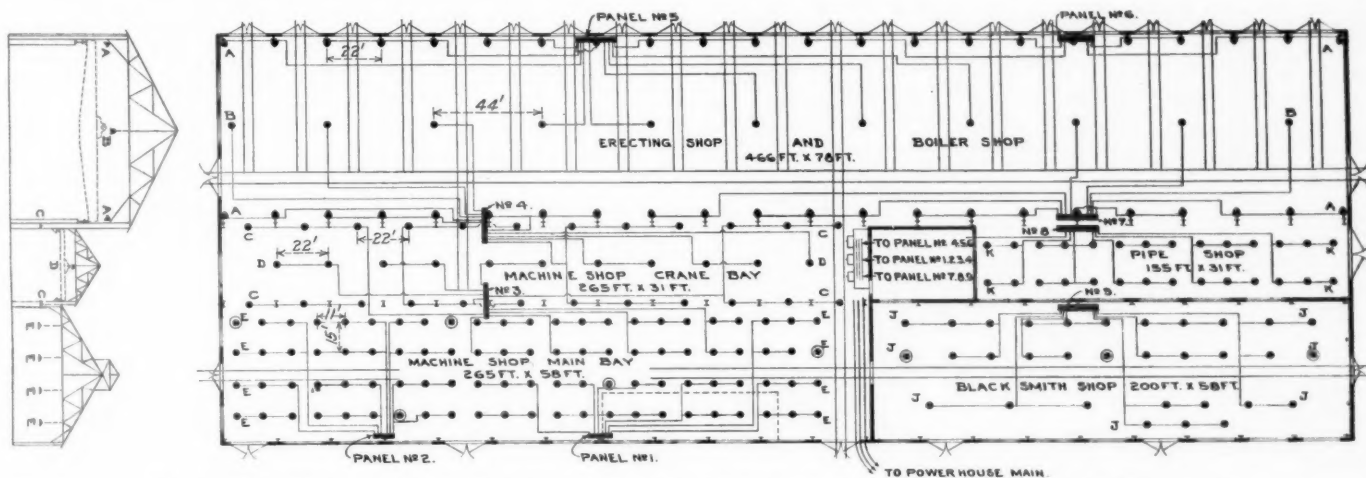 PANEL Nº5
PANEL Nº6.
A
A
A
22'
B
44'
B
B
ERECTING SHOP AND BOILER SHOP
466 FT. X 78 FT.
A
A
A
C
Nº 4.
Nº7.
C
22'
C
Nº 8
K
K
22'
TO PANEL Nº 4.5.6
PIPE SHOP
D
D
D
TO PANEL Nº1.2.3.4
155 FT X 31 FT.
MACHINE SHOP CRANE BAY
265 FT. X 31 FT.
TO PANEL Nº7.8.9
Nº3.
K
K
C
C
C
Nº9.
E
11'
E
J
J
15'
E
MACHINE SHOP MAIN BAY
E
J
J
265 FT. X 58 FT.
E
E
BLACK SMITH SHOP 200 FT. X 58 FT.
E
E
J
J
J
E
E
E
E
PANEL Nº2.
PANEL Nº1.
TO POWER HOUSE MAIN.